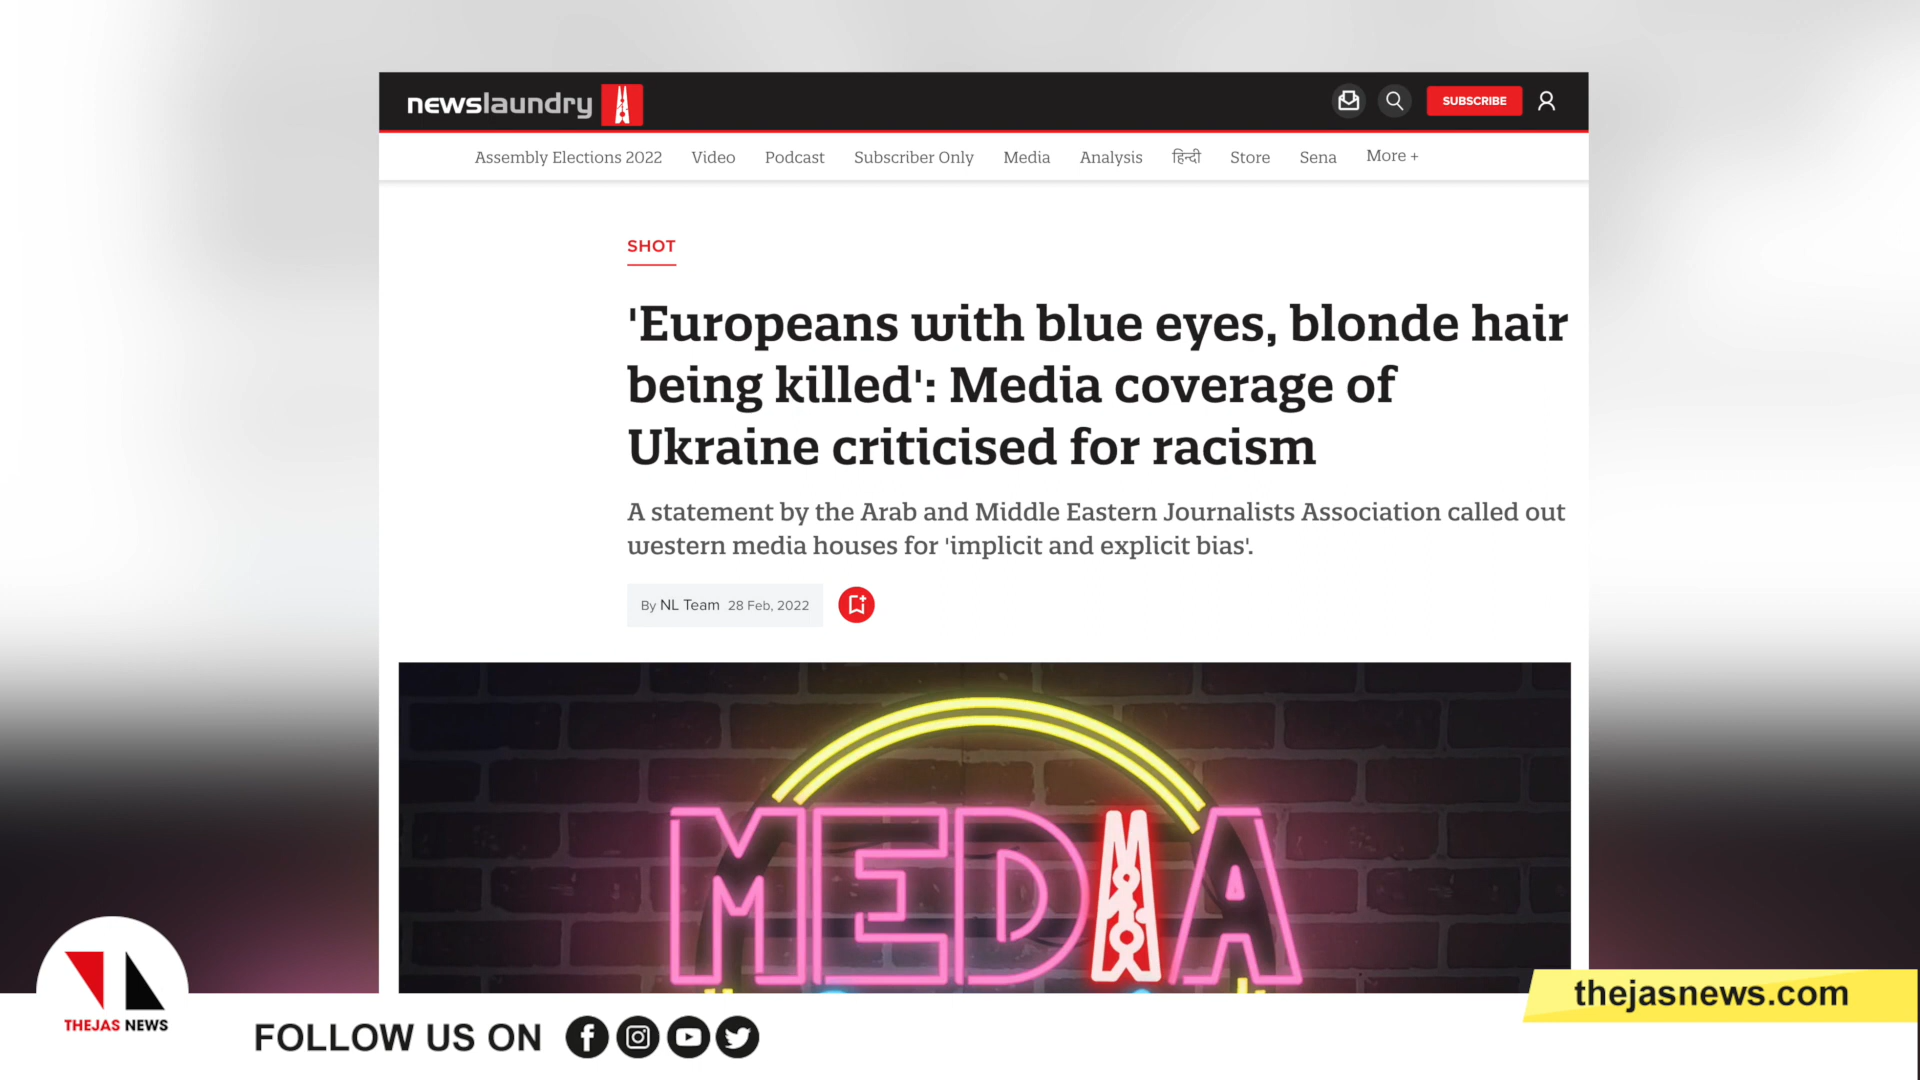 newslaundry
SUBSCRIBE
Assembly Elections 2022 Video Podcast Subscriber Only Media Analysis हिन्दी Store Sena More +
SHOT
'Europeans with blue eyes, blonde hair
being killed': Media coverage of
Ukraine criticised for racism
A statement by the Arab and Middle Eastern Journalists Association called out
western media houses for 'implicit and explicit bias'.
By NL Team 28 Feb, 2022
MEDIA
thejasnews.com
THEJAS NEWS
FOLLOW US ON